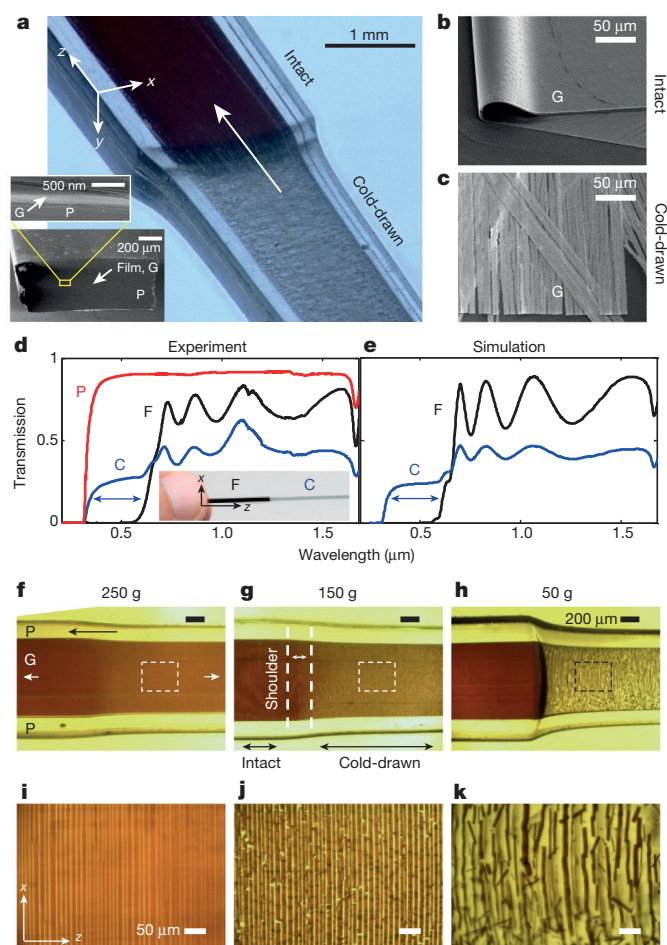 a
z
x
y
Intact
1 mm
Cold-drawn
500 nm
G
P
200 μm
Film, G
P
b
50 μm
G
Intact
c
50 μm
G
Cold-drawn
d
Experiment
e
Simulation
1
0.5
0
Transmission
P
F
C
x
F
C
z
F
C
0.5
1.0
1.5
0.5
1.0
1.5
Wavelength (μm)
f
250 g
g
150 g
h
50 g
P
G
P
Shoulder
Intact
Cold-drawn
200 μm
i
x
z
50 μm
j
k